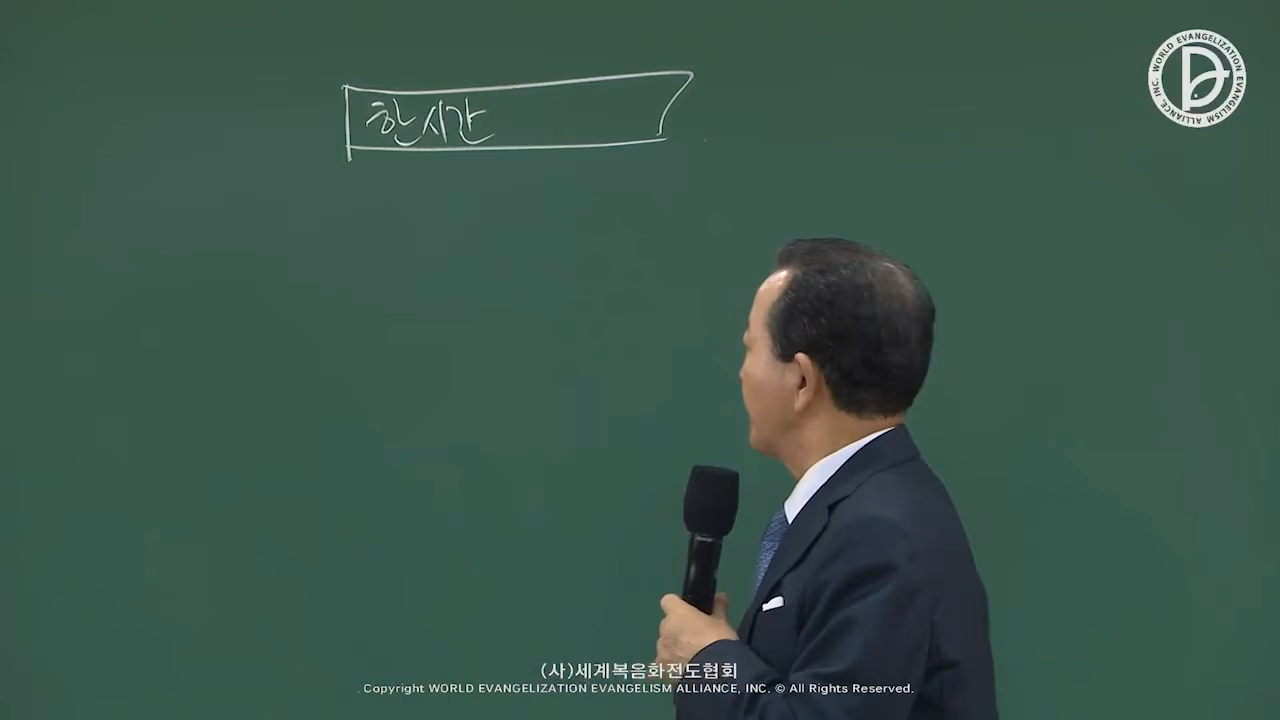 한시간
WORLD EVANGELIZATION EVANGELISM ALLIANCE, INC.
(사)세계복음화전도협회
. Copyright WORLD EVANGELIZATION EVANGELISM ALLIANCE, INC. © All Rights Reserved.